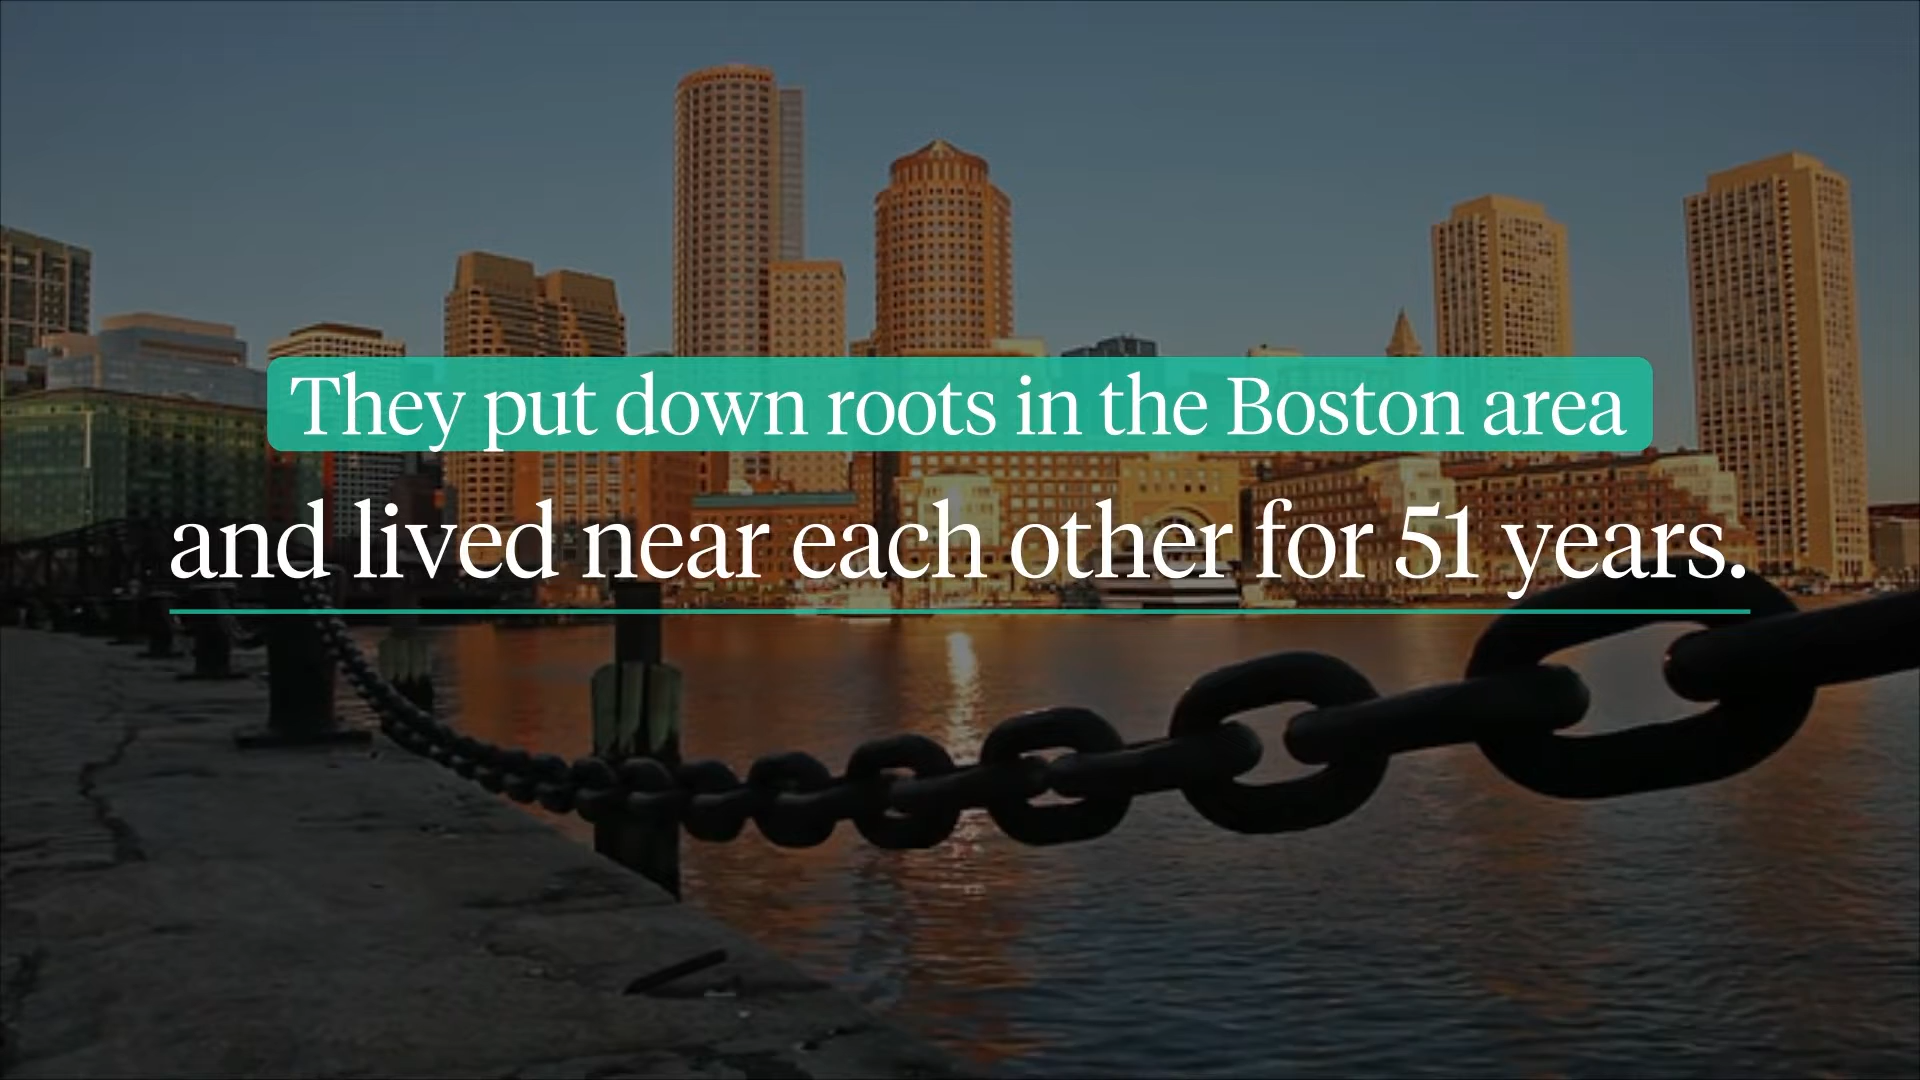 They put down roots in the Boston area
and lived near each other for 51 years.